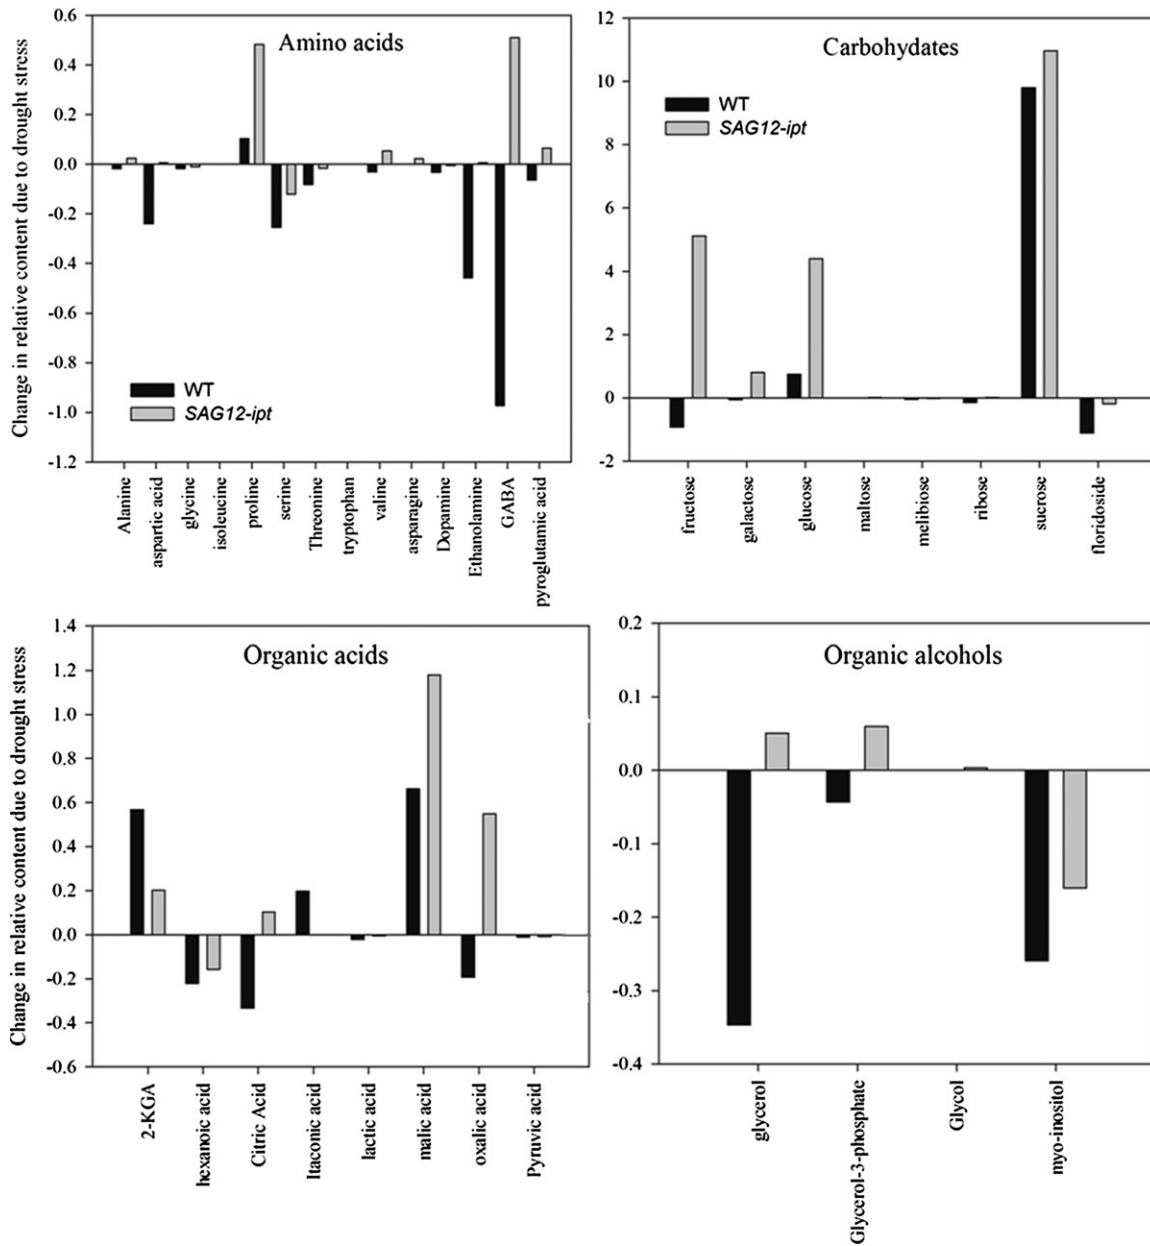 Amino acids
Change in relative content due to drought stress
0.6
0.4
0.2
0.0
-0.2
-0.4
-0.6
-0.8
-1.0
-1.2
WT
SAG12-ipt
Alanine
aspartic acid
glycine
isoleucine
proline
serine
Threonine
tryptophan
valine
asparagine
Dopamine
Ethanolamine
GABA
pyroglutamic acid
Carbohydates
12
10
8
6
4
2
0
-2
WT
SAG12-ipt
fructose
galactose
glucose
maltose
melibiose
ribose
sucrose
floridoside
Organic acids
Change in relative content due to drought stress
1.4
1.2
1.0
0.8
0.6
0.4
0.2
0.0
-0.2
-0.4
-0.6
2-KGA
hexanoic acid
Citric Acid
Itaconic acid
lactic acid
malic acid
oxalic acid
Pyruvic acid
Organic alcohols
0.2
0.1
0.0
-0.1
-0.2
-0.3
-0.4
glycerol
Glycerol-3-phosphate
Glycol
myo-inositol